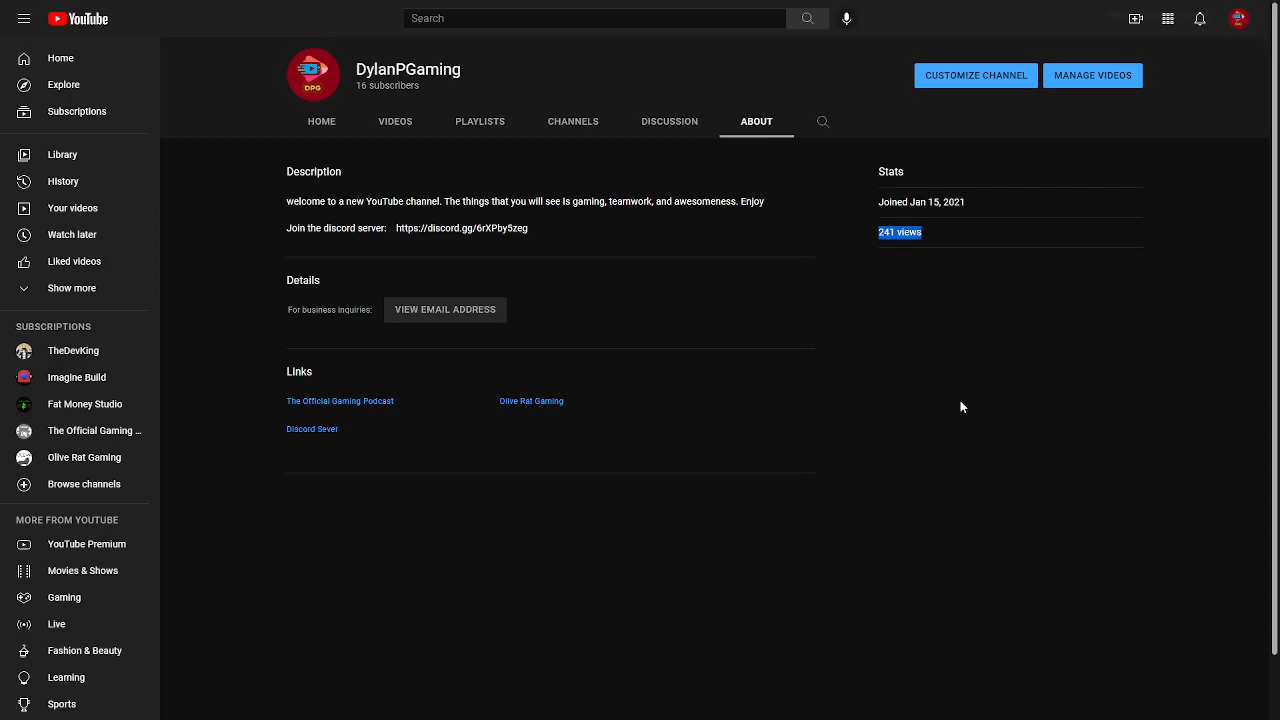 YouTube
Search
Home
Explore
Subscriptions
Library
History
Your videos
Watch later
Liked videos
Show more
SUBSCRIPTIONS
TheDevKing
Imagine Build
Fat Money Studio
The Official Gaming ...
Olive Rat Gaming
Browse channels
MORE FROM YOUTUBE
YouTube Premium
Movies & Shows
Gaming
Live
Fashion & Beauty
Learning
Sports
DPG
DylanPGaming
16 subscribers
CUSTOMIZE CHANNEL
MANAGE VIDEOS
HOME VIDEOS PLAYLISTS CHANNELS DISCUSSION ABOUT
Description
welcome to a new YouTube channel. The things that you will see is gaming, teamwork, and awesomeness. Enjoy
Join the discord server: https://discord.gg/6rXPby5zeg
Details
For business inquiries: VIEW EMAIL ADDRESS
Links
The Official Gaming Podcast Olive Rat Gaming
Discord Sever
Stats
Joined Jan 15, 2021
241 views